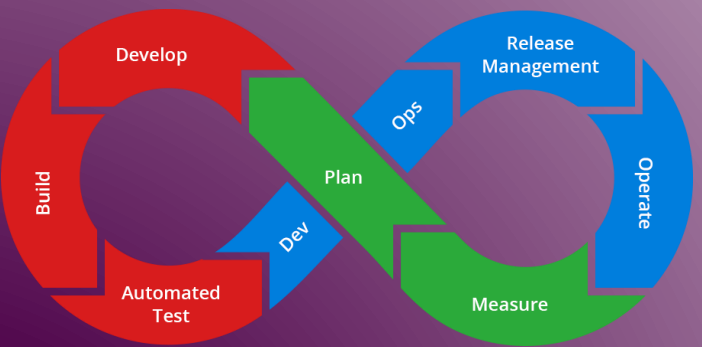 Develop
Release
Management
Ops
Build
Plan
Operate
Dev
Automated
Test
Measure